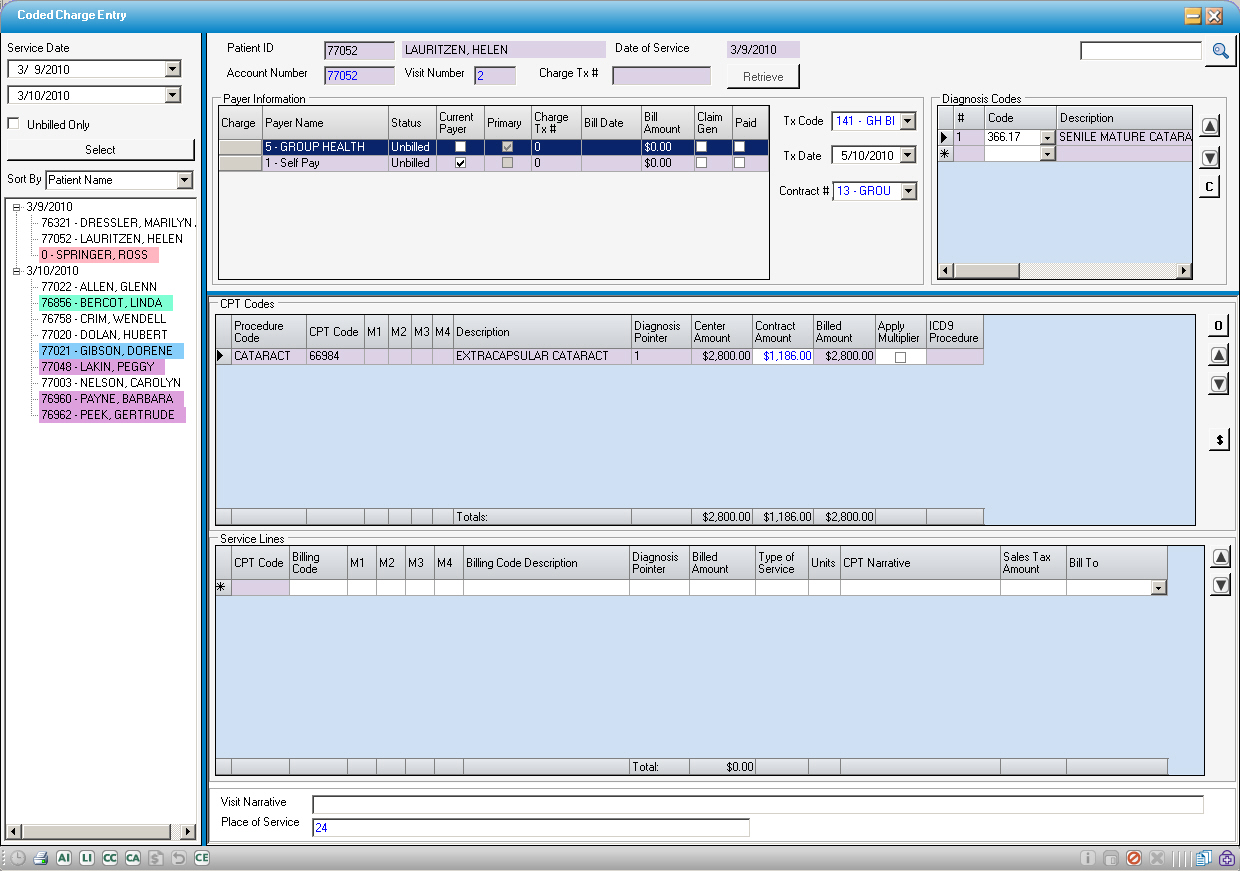 Coded Charge Entry
Service Date
3/ 9/2010
3/10/2010
Unbilled Only
Select
Sort By Patient Name
3/9/2010
76321 - DRESSLER, MARILYN
77052 - LAURITZEN, HELEN
0 - SPRINGER, ROSS
3/10/2010
77022 - ALLEN, GLENN
76856 - BERCOT, LINDA
76758 - CRIM, WENDELL
77020 - DOLAN, HUBERT
77021 - GIBSON, DORENE
77048 - LAKIN, PEGGY
77003 - NELSON, CAROLYN
76960 - PAYNE, BARBARA
76962 - PEEK, GERTRUDE
Patient ID 77052 LAURITZEN, HELEN Date of Service 3/9/2010
Account Number 77052 Visit Number 2 Charge Tx # Retrieve
Payer Information
Charge Payer Name Status Current Payer Primary Charge Tx # Bill Date Bill Amount Claim Gen Paid
5 - GROUP HEALTH Unbilled 0 $0.00
1 - Self Pay Unbilled 0 $0.00
Tx Code 141 - GH BI
Tx Date 5/10/2010
Contract # 13 - GROU
Diagnosis Codes
# Code Description
1 366.17 SENILE MATURE CATARA
*
C
CPT Codes
Procedure Code CPT Code M1 M2 M3 M4 Description Diagnosis Pointer Center Amount Contract Amount Billed Amount Apply Multiplier ICD9 Procedure
CATARACT 66984 EXTRACAPSULAR CATARACT 1 $2,800.00 $1,186.00 $2,800.00
Totals: $2,800.00 $1,186.00 $2,800.00
O
$
Service Lines
CPT Code Billing Code M1 M2 M3 M4 Billing Code Description Diagnosis Pointer Billed Amount Type of Service Units CPT Narrative Sales Tax Amount Bill To
*
Total: $0.00
Visit Narrative
Place of Service 24
AI LI CC CA $ CE